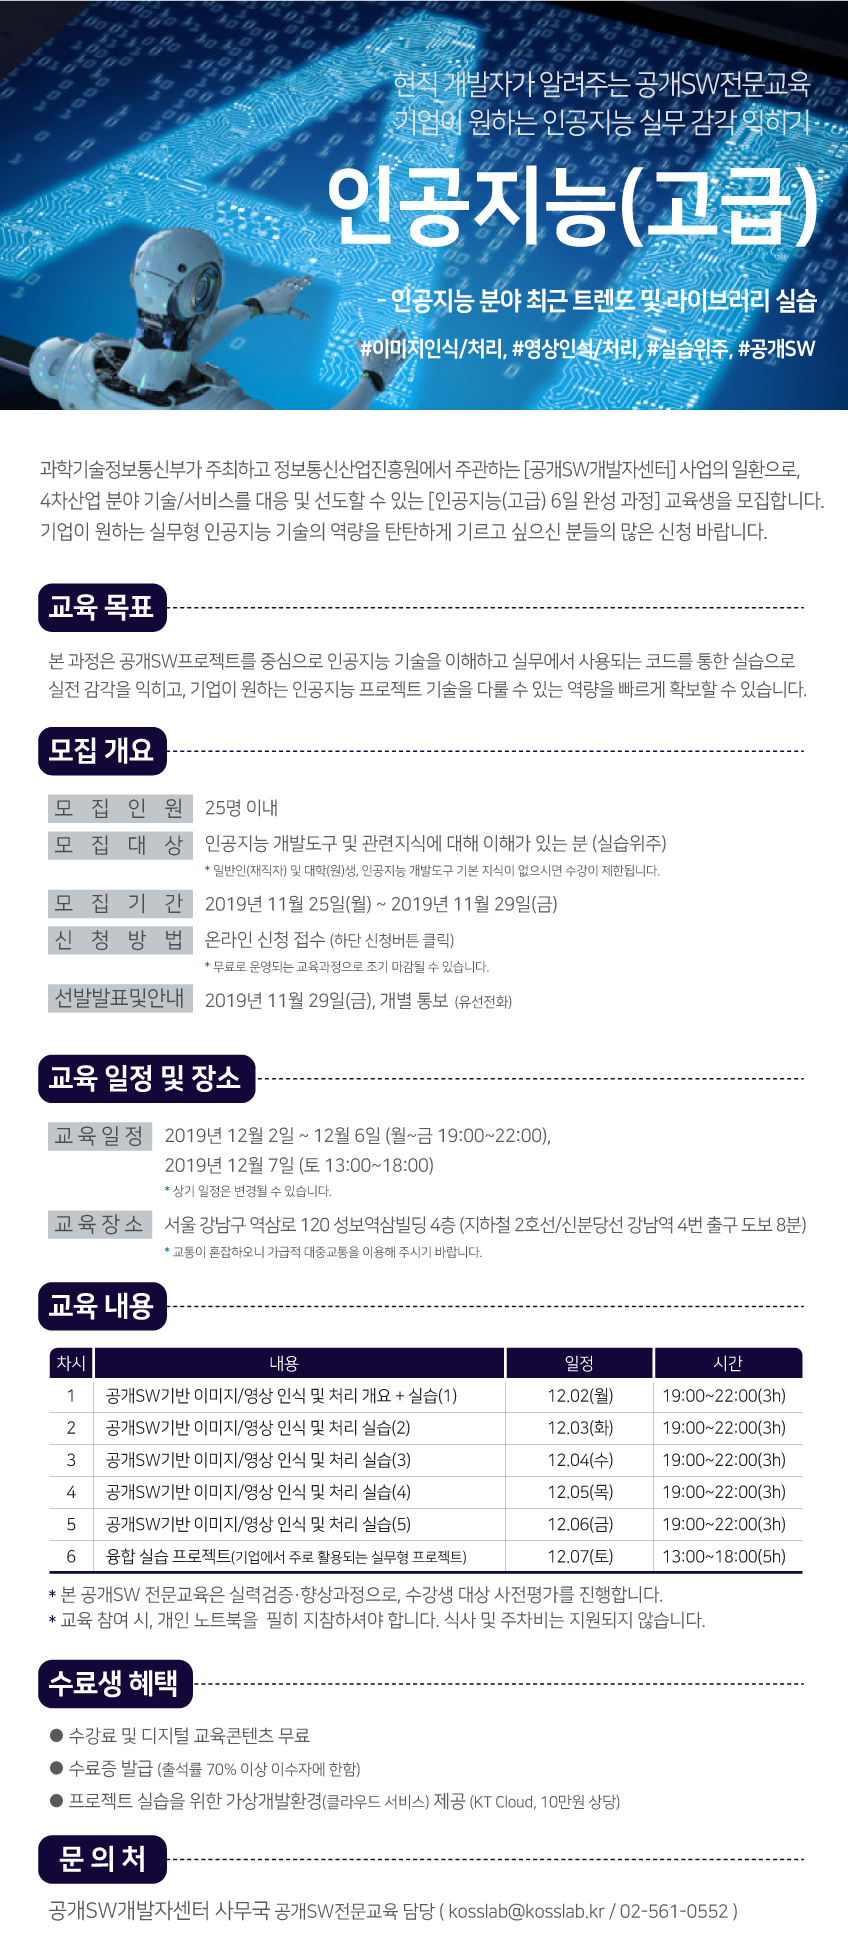 현직 개발자가 알려주는 공개SW전문교육
기업이 원하는 인공지능 실무 감각 익히기
인공지능(고급)
- 인공지능 분야 최근 트렌드 및 라이브러리 실습
#이미지인식/처리, #영상인식/처리, #실습위주, #공개SW
과학기술정보통신부가 주최하고 정보통신산업진흥원에서 주관하는 [공개SW개발자센터] 사업의 일환으로,
4차산업 분야 기술/서비스를 대응 및 선도할 수 있는 [인공지능(고급) 6일 완성 과정] 교육생을 모집합니다.
기업이 원하는 실무형 인공지능 기술의 역량을 탄탄하게 기르고 싶으신 분들의 많은 신청 바랍니다.
교육 목표
본 과정은 공개SW프로젝트를 중심으로 인공지능 기술을 이해하고 실무에서 사용되는 코드를 통한 실습으로
실전 감각을 익히고, 기업이 원하는 인공지능 프로젝트 기술을 다룰 수 있는 역량을 빠르게 확보할 수 있습니다.
모집 개요
모 집 인 원 25명 이내
모 집 대 상 인공지능 개발도구 및 관련지식에 대해 이해가 있는 분 (실습위주)
* 일반인(재직자) 및 대학(원)생, 인공지능 개발도구 기본 지식이 없으시면 수강이 제한됩니다.
모 집 기 간 2019년 11월 25일(월) ~ 2019년 11월 29일(금)
신 청 방 법 온라인 신청 접수 (하단 신청버튼 클릭)
* 무료로 운영되는 교육과정으로 조기 마감될 수 있습니다.
선발발표및안내 2019년 11월 29일(금), 개별 통보 (유선전화)
교육 일정 및 장소
교 육 일 정 2019년 12월 2일 ~ 12월 6일 (월~금 19:00~22:00),
2019년 12월 7일 (토 13:00~18:00)
* 상기 일정은 변경될 수 있습니다.
교 육 장 소 서울 강남구 역삼로 120 성보역삼빌딩 4층 (지하철 2호선/신분당선 강남역 4번 출구 도보 8분)
* 교통이 혼잡하오니 가급적 대중교통을 이용해 주시기 바랍니다.
교육 내용
차시 내용 일정 시간
1 공개SW기반 이미지/영상 인식 및 처리 개요 + 실습(1) 12.02(월) 19:00~22:00(3h)
2 공개SW기반 이미지/영상 인식 및 처리 실습(2) 12.03(화) 19:00~22:00(3h)
3 공개SW기반 이미지/영상 인식 및 처리 실습(3) 12.04(수) 19:00~22:00(3h)
4 공개SW기반 이미지/영상 인식 및 처리 실습(4) 12.05(목) 19:00~22:00(3h)
5 공개SW기반 이미지/영상 인식 및 처리 실습(5) 12.06(금) 19:00~22:00(3h)
6 융합 실습 프로젝트(기업에서 주로 활용되는 실무형 프로젝트) 12.07(토) 13:00~18:00(5h)
* 본 공개SW 전문교육은 실력검증·향상과정으로, 수강생 대상 사전평가를 진행합니다.
* 교육 참여 시, 개인 노트북을 필히 지참하셔야 합니다. 식사 및 주차비는 지원되지 않습니다.
수료생 혜택
● 수강료 및 디지털 교육콘텐츠 무료
● 수료증 발급 (출석률 70% 이상 이수자에 한함)
● 프로젝트 실습을 위한 가상개발환경(클라우드 서비스) 제공 (KT Cloud, 10만원 상당)
문 의 처
공개SW개발자센터 사무국 공개SW전문교육 담당 ( kosslab@kosslab.kr / 02-561-0552 )